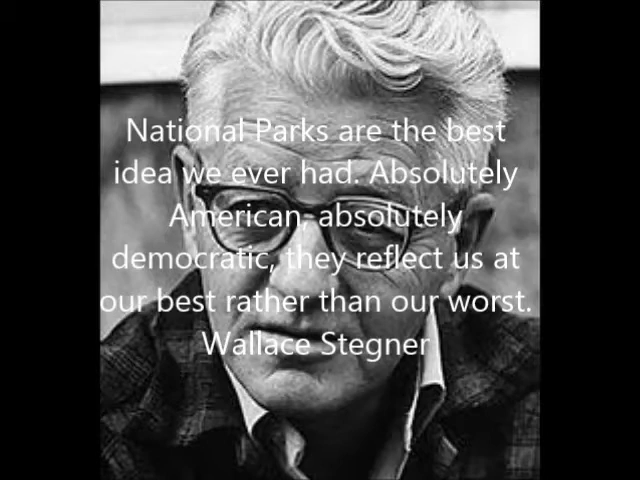 National Parks are the best
idea we ever had. Absolutely
American, absolutely
democratic, they reflect us at
our best rather than our worst.
Wallace Stegner